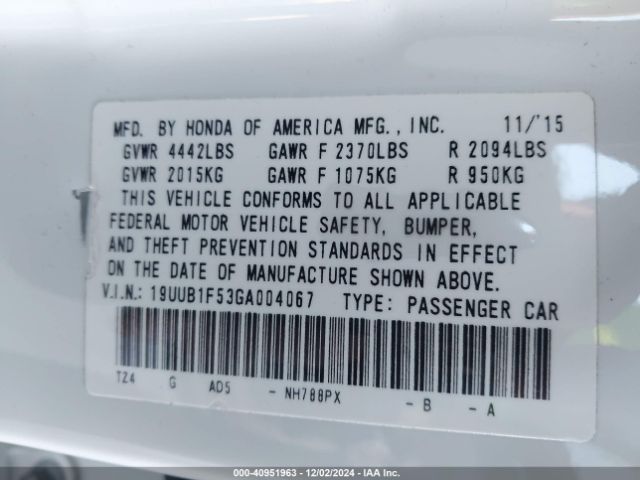 MFD. BY HONDA OF AMERICA MFG., INC. 11/'15
GVWR 4442LBS GAWR F 2370LBS R 2094LBS
GVWR 2015KG GAWR F 1075KG R 950KG
THIS VEHICLE CONFORMS TO ALL APPLICABLE
FEDERAL MOTOR VEHICLE SAFETY, BUMPER,
AND THEFT PREVENTION STANDARDS IN EFFECT
ON THE DATE OF MANUFACTURE SHOWN ABOVE.
V.I.N.: 19UUB1F53GA004067 TYPE: PASSENGER CAR
TZ4 G AD5 - NH788PX - B - A
000-40951963 - 12/02/2024 - IAA Inc.